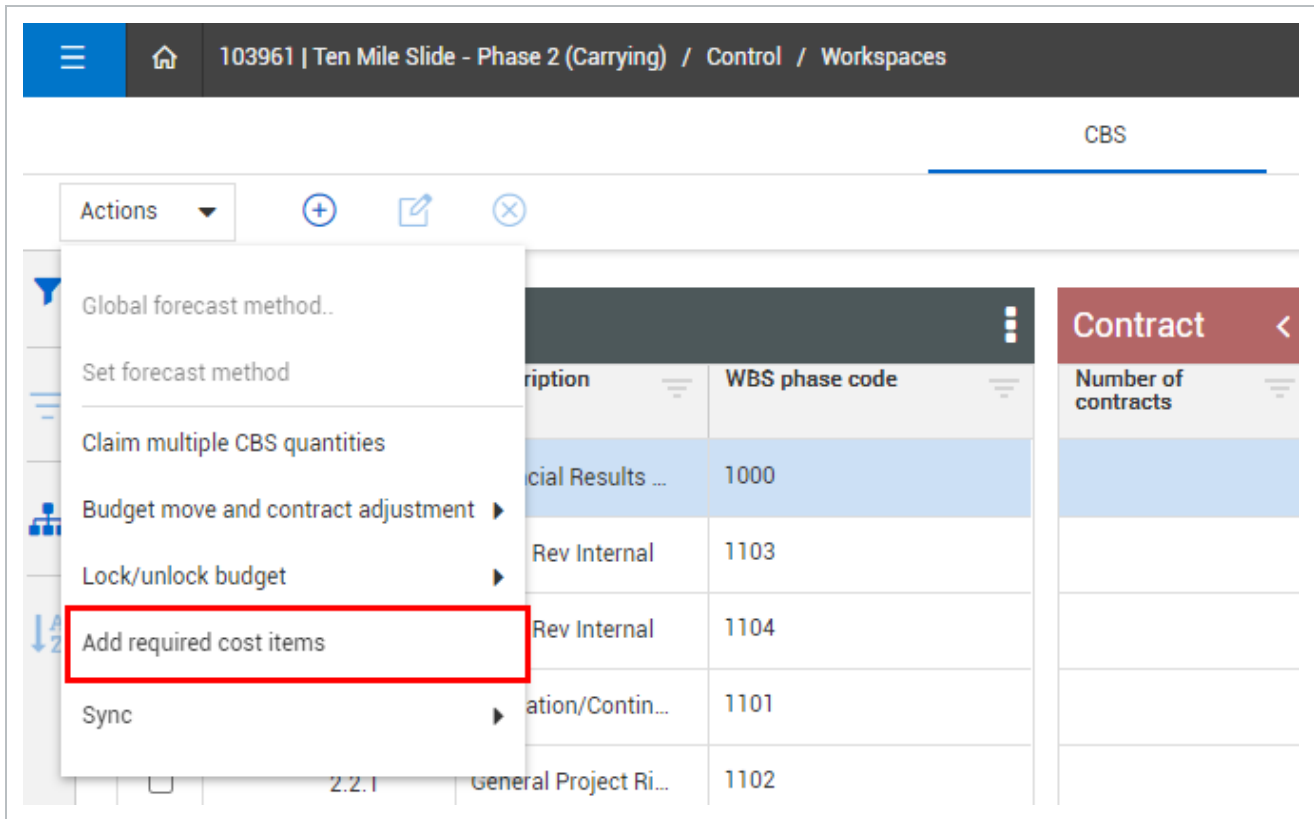 103961 | Ten Mile Slide - Phase 2 (Carrying) / Control / Workspaces
CBS
Actions
Global forecast method..
Set forecast method
Claim multiple CBS quantities
Budget move and contract adjustment
Lock/unlock budget
Add required cost items
Sync
ription
WBS phase code
Contract
Number of
contracts
cial Results ...
1000
Rev Internal
1103
Rev Internal
1104
ation/Contin...
1101
2.2.1
General Project Ri...
1102